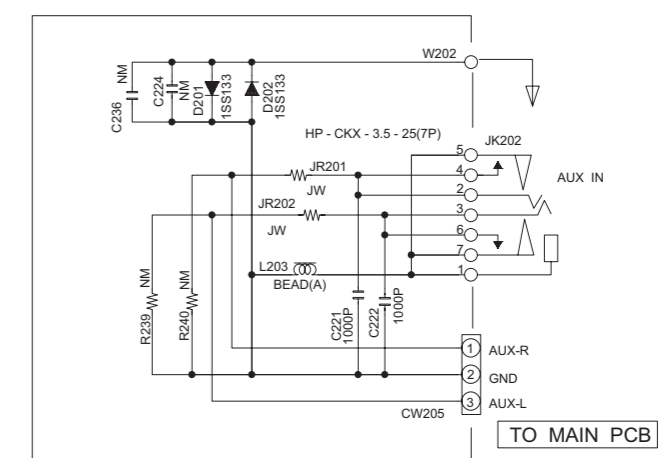 W202
C236
NM
C224
NM
D201
1SS133
D202
1SS133
HP - CKX - 3.5 - 25(7P)
JK202
5
4
2
3
6
7
1
AUX IN
JR201
JW
JR202
JW
L203
BEAD(A)
R239
NM
R240
NM
C221
1000P
C222
1000P
1
AUX-R
2
GND
3
AUX-L
CW205
TO MAIN PCB